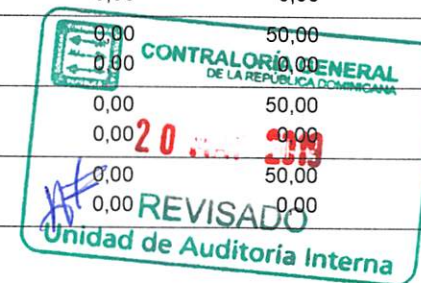 0,00 50,00
0,00 0,00
CONTRALORÍA GENERAL
DE LA REPÚBLICA DOMINICANA
0,00 50,00
0,00 0,00
20 2019
0,00 50,00
0,00 0,00
REVISADO
Unidad de Auditoría Interna